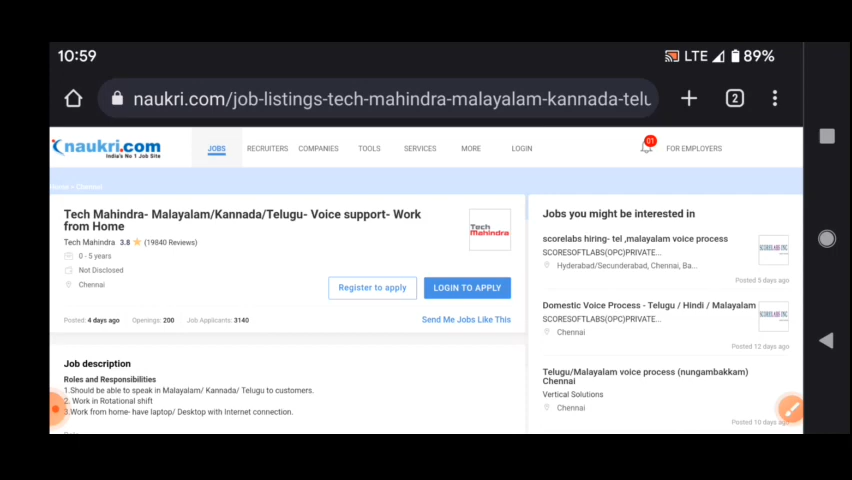 10:59
LTE 89%
naukri.com/job-listings-tech-mahindra-malayalam-kannada-telu
2
naukri.com
India's No 1 Job Site
JOBS RECRUITERS COMPANIES TOOLS SERVICES MORE LOGIN
01
FOR EMPLOYERS
Home » Chennai
Tech Mahindra- Malayalam/Kannada/Telugu- Voice support- Work
from Home
Tech Mahindra 3.8 (19840 Reviews)
0 - 5 years
Not Disclosed
Chennai
Tech
Mahindra
Register to apply
LOGIN TO APPLY
Posted: 4 days ago Openings: 200 Job Applicants: 3140
Send Me Jobs Like This
Job description
Roles and Responsibilities
1.Should be able to speak in Malayalam/ Kannada/ Telugu to customers.
2. Work in Rotational shift
3.Work from home- have laptop/ Desktop with Internet connection.
Jobs you might be interested in
scorelabs hiring- tel ,malayalam voice process
SCORESOFTLABS(OPC)PRIVATE...
Hyderabad/Secunderabad, Chennai, Ba...
Posted 5 days ago
Domestic Voice Process - Telugu / Hindi / Malayalam
SCORESOFTLABS(OPC)PRIVATE...
Chennai
Posted 12 days ago
Telugu/Malayalam voice process (nungambakkam)
Chennai
Vertical Solutions
Chennai
Posted 10 days ago